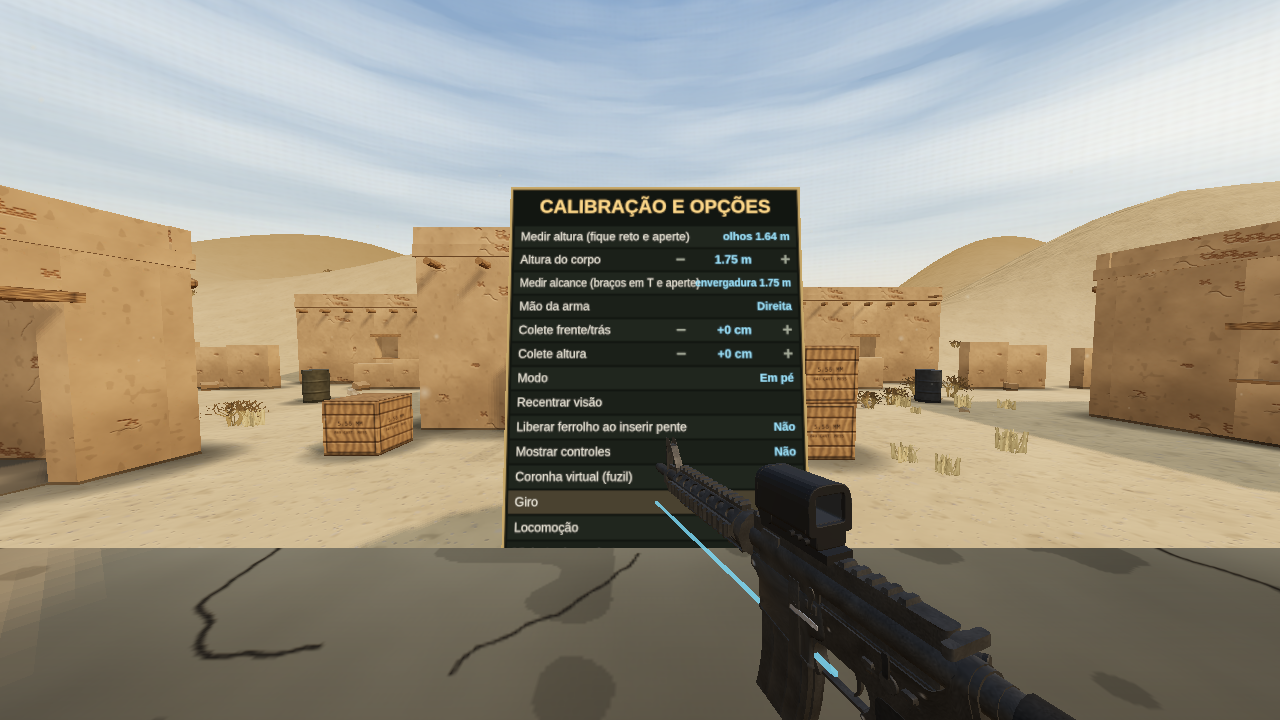 CALIBRAÇÃO E OPÇÕES
Medir altura (fique reto e aperte) olhos 1.64 m
Altura do corpo − 1.75 m +
Medir alcance (braços em T e aperte) envergadura 1.75 m
Mão da arma Direita
Colete frente/trás − +0 cm +
Colete altura − +0 cm +
Modo Em pé
Recentrar visão
Liberar ferrolho ao inserir pente Não
Mostrar controles Não
Coronha virtual (fuzil)
Giro
Locomoção